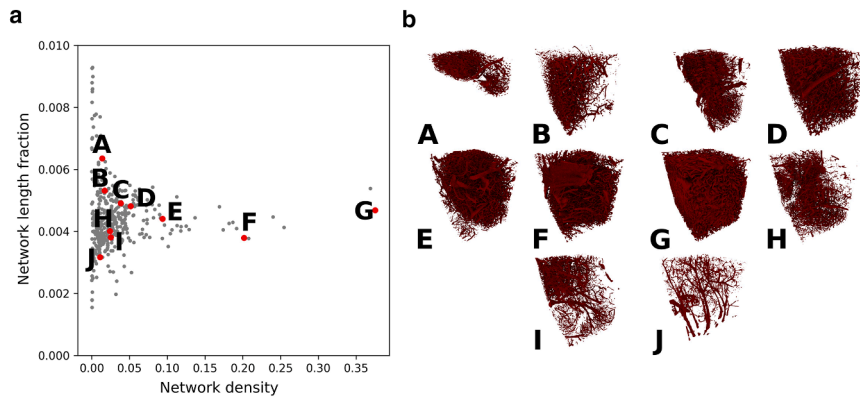 a
b
0.010
0.008
0.006
0.004
0.002
0.000
Network length fraction
A
B
C
D
E
F
G
H
I
J
0.00 0.05 0.10 0.15 0.20 0.25 0.30 0.35
Network density
A B C D
E F G H
I J